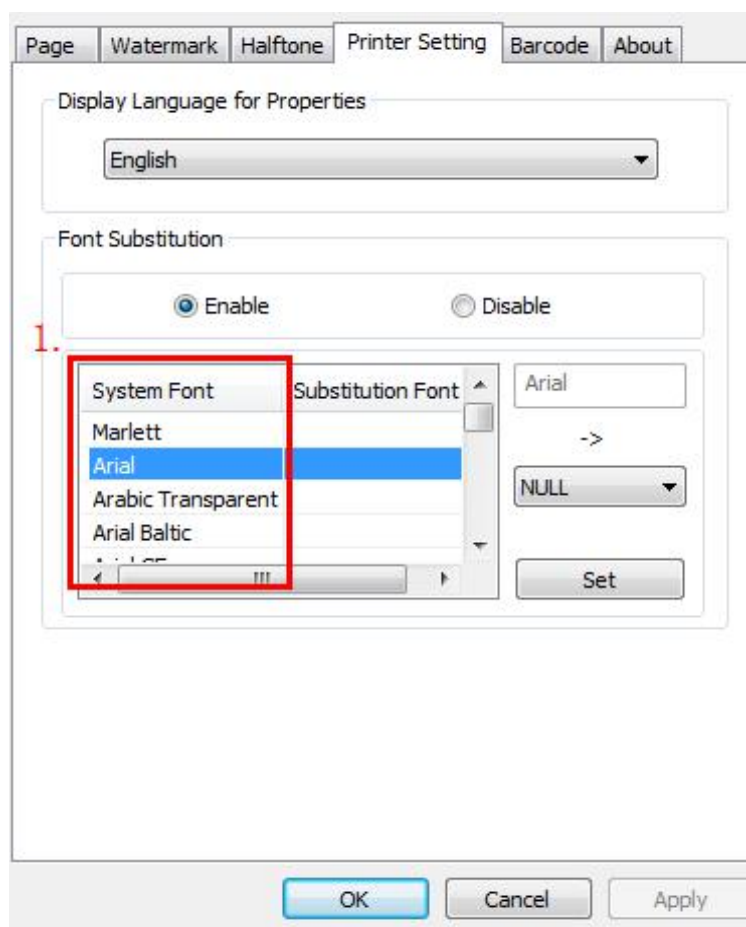 Page Watermark Halftone Printer Setting Barcode About
Display Language for Properties
English
Font Substitution
Enable Disable
1.
System Font Substitution Font Arial
Marlett ->
Arial
Arabic Transparent NULL
Arial Baltic
Set
OK Cancel Apply